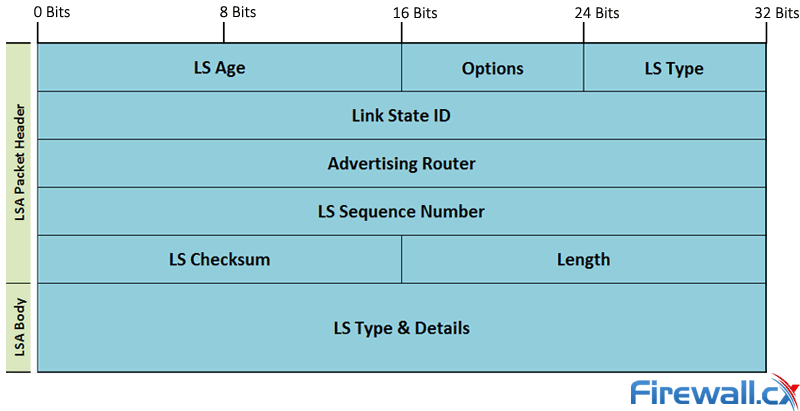 0 Bits 8 Bits 16 Bits 24 Bits 32 Bits
LSA Packet Header
LS Age Options LS Type
Link State ID
Advertising Router
LS Sequence Number
LS Checksum Length
LSA Body
LS Type & Details
Firewall.cx